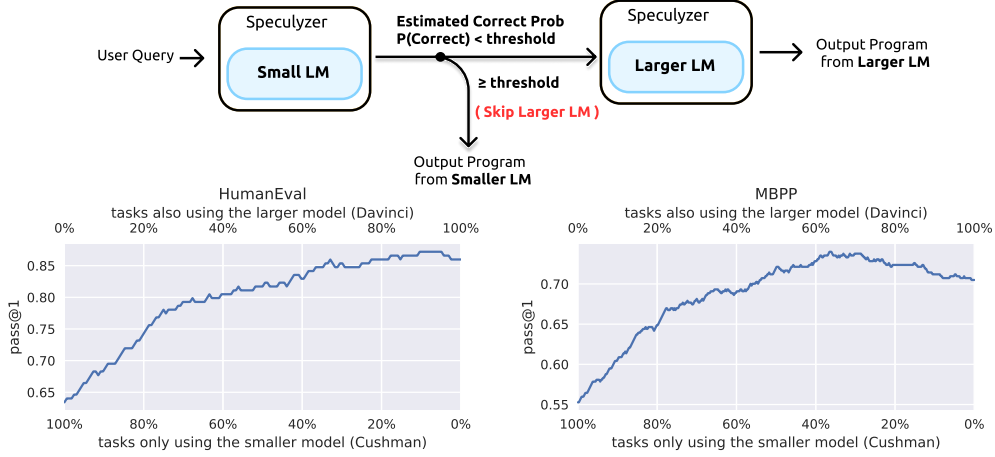 Speculyzer
Small LM
User Query
Estimated Correct Prob
P(Correct) < threshold
≥ threshold
( Skip Larger LM )
Output Program
from Smaller LM
Speculyzer
Larger LM
Output Program
from Larger LM
HumanEval
tasks also using the larger model (Davinci)
0% 20% 40% 60% 80% 100%
pass@1
0.85
0.80
0.75
0.70
0.65
100% 80% 60% 40% 20% 0%
tasks only using the smaller model (Cushman)
MBPP
tasks also using the larger model (Davinci)
0% 20% 40% 60% 80% 100%
pass@1
0.70
0.65
0.60
0.55
100% 80% 60% 40% 20% 0%
tasks only using the smaller model (Cushman)